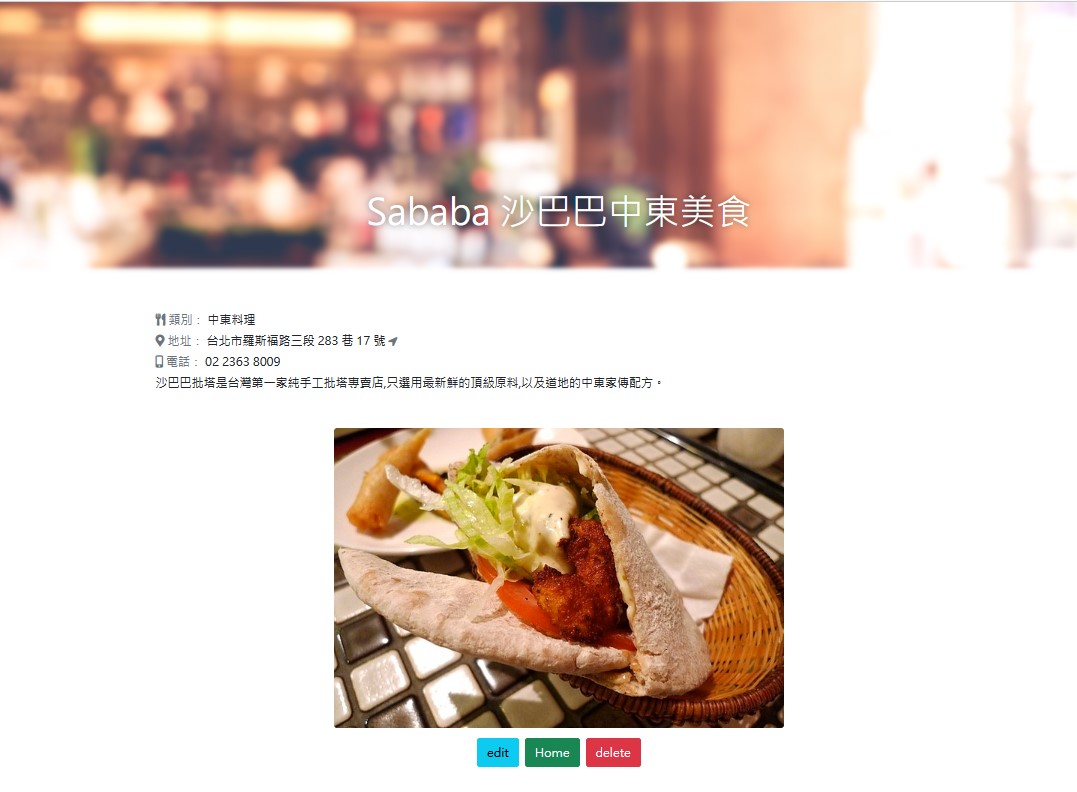 Sababa 沙巴巴中東美食
類別： 中東料理
地址： 台北市羅斯福路三段 283 巷 17 號
電話： 02 2363 8009
沙巴巴批塔是台灣第一家純手工批塔專賣店,只選用最新鮮的頂級原料,以及道地的中東家傳配方。
edit Home delete